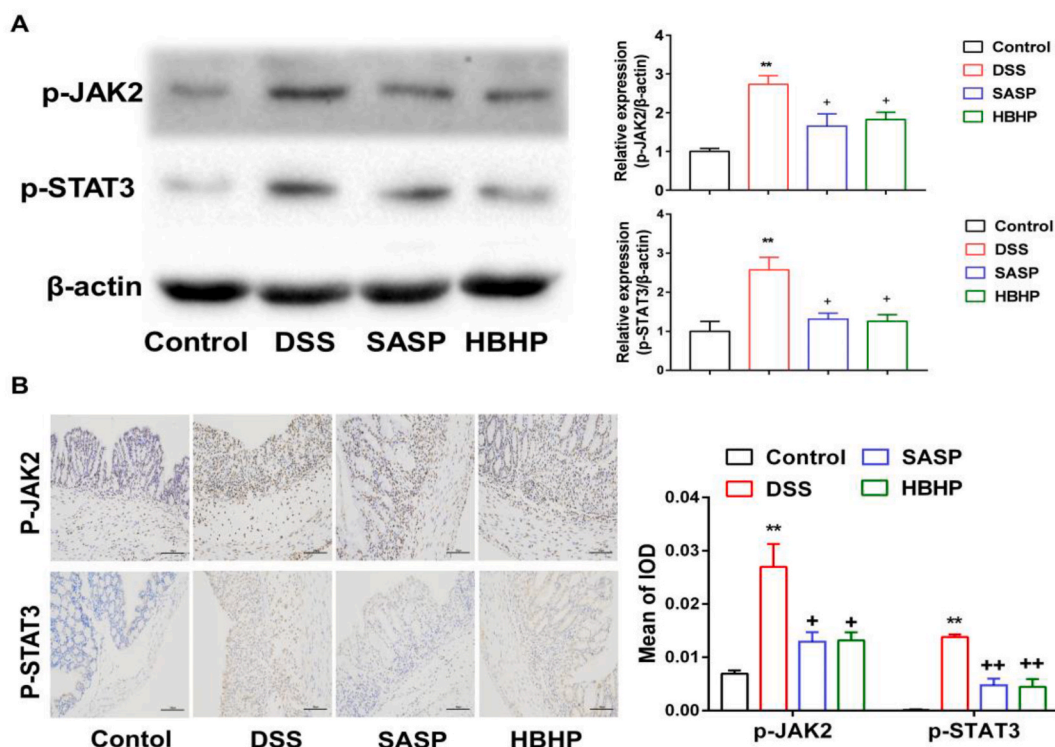 A
p-JAK2
p-STAT3
β-actin
Control DSS SASP HBHP
Relative expression
(p-JAK2/β-actin)
4
3
2
1
0
**
+
+
Control
DSS
SASP
HBHP
Relative expression
(p-STAT3/β-actin)
4
3
2
1
0
**
+
+
Control
DSS
SASP
HBHP
B
P-JAK2
P-STAT3
Contol DSS SASP HBHP
Control SASP
DSS HBHP
Mean of IOD
0.04
0.03
0.02
0.01
0.00
**
+
+
**
++
++
p-JAK2 p-STAT3